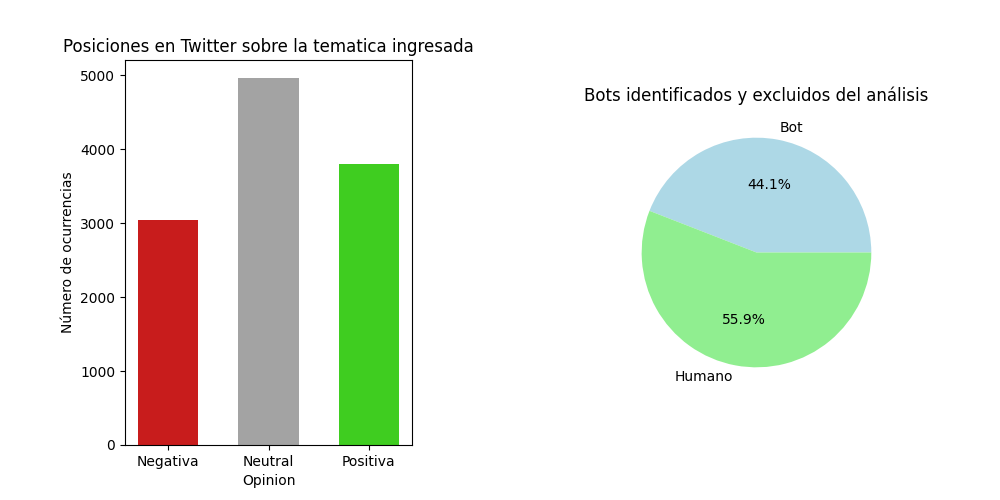 Posiciones en Twitter sobre la tematica ingresada
Número de ocurrencias
5000
4000
3000
2000
1000
0
Negativa
Neutral
Positiva
Opinion
Bots identificados y excluidos del análisis
Bot
44.1%
55.9%
Humano